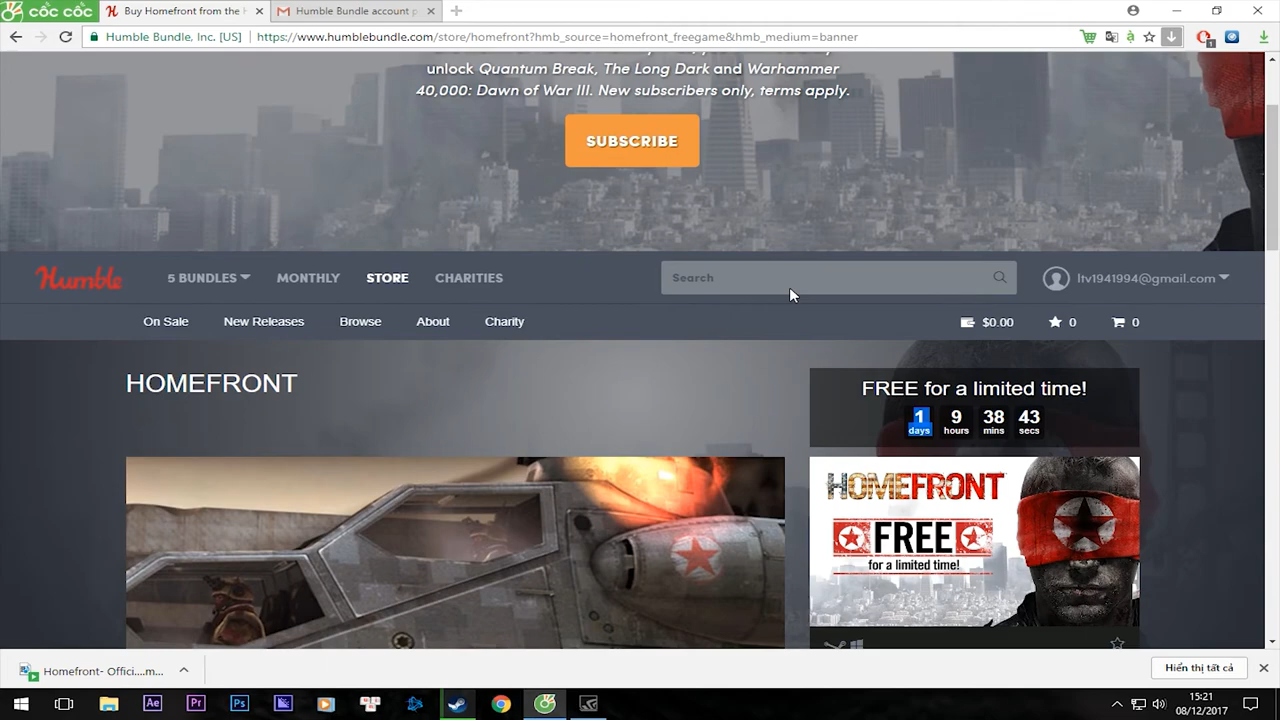 cốc cốc
Buy Homefront from the H
Humble Bundle account p
Humble Bundle, Inc. [US]
https://www.humblebundle.com/store/homefront?hmb_source=homefront_freegame&hmb_medium=banner
unlock Quantum Break, The Long Dark and Warhammer
40,000: Dawn of War III. New subscribers only, terms apply.
SUBSCRIBE
Humble
5 BUNDLES
MONTHLY
STORE
CHARITIES
Search
ltv1941994@gmail.com
On Sale
New Releases
Browse
About
Charity
$0.00
0
0
HOMEFRONT
FREE for a limited time!
1 9 38 43
days hours mins secs
HOMEFRONT
FREE
for a limited time!
Homefront- Offici....m...
Hiển thị tất cả
Ae
Pr
Ps
15:21
08/12/2017